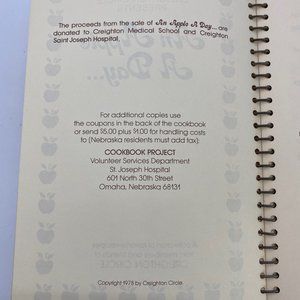 The proceeds from the sale of An Apple A Day... are
donated to Creighton Medical School and Creighton
Saint Joseph Hospital.
For additional copies use
the coupons in the back of the cookbook
or send $5.00 plus $1.00 for handling costs
to (Nebraska residents must add tax):
COOKBOOK PROJECT
Volunteer Services Department
St. Joseph Hospital
601 North 30th Street
Omaha, Nebraska 68131
Copyright 1978 by Creighton Circle